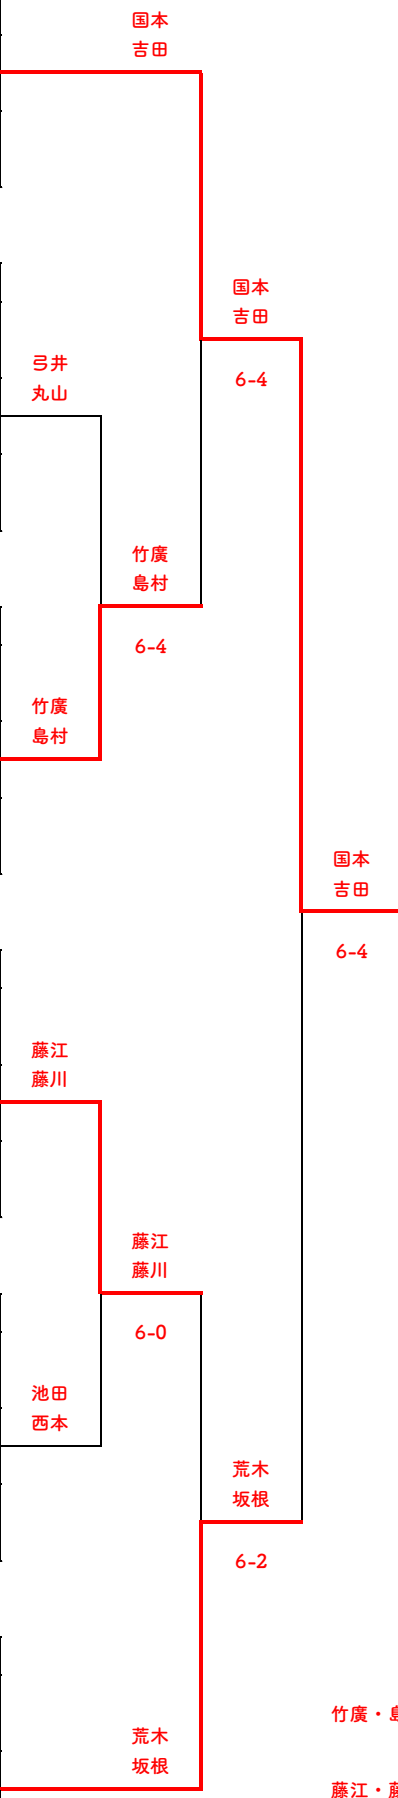 国本
吉田
国本
吉田
6-4
弓井
丸山
竹廣
島村
6-4
竹廣
島村
国本
吉田
6-4
藤江
藤川
藤江
藤川
6-0
池田
西本
荒木
坂根
6-2
竹廣・島
荒木
坂根
藤江・藤